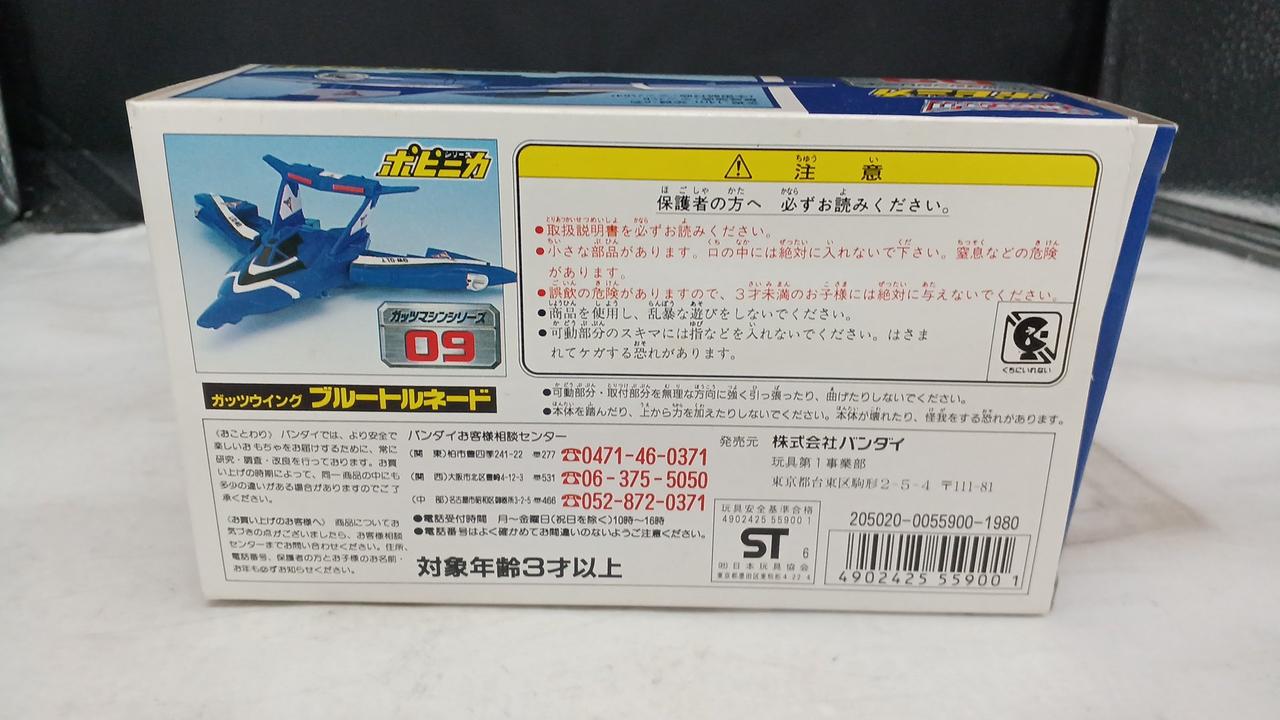 ポピニカ
シリーズ
ガッツマシンシリーズ
09
ガッツウイング ブルートルネード
注 意
保護者の方へ 必ずお読みください。
●取扱説明書を必ずお読みください。
●小さな部品があります。口の中には絶対に入れないで下さい。窒息などの危険
があります。
●誤飲の危険がありますので、3才未満のお子様には絶対に与えないでください。
●商品を使用し、乱暴な遊びをしないでください。
●可動部分のスキマには指などを入れないでください。はさま
れてケガする恐れがあります。
くちにいれない
●可動部分・取付部分を無理な方向に強く引っ張ったり、曲げたりしないでください。
●本体を踏んだり、上から力を加えたりしないでください。本体が壊れたり、怪我をする恐れがあります。
〈おことわり〉 バンダイでは、より安全で
楽しいおもちゃをお届けするために、常に
研究・調査・改良を行っております。お買
い上げの時期によって、同一商品の中にも
多少の違いがある場合がありますのでご了
承ください。
〈お買い上げのお客様へ〉 商品についてお
気づきの点がございましたら、お客様相談
センターまでお問い合わせください。住所、
電話番号、保護者の方とお子様のお名前・
お年も必ずお知らせください。
バンダイお客様相談センター
(関 東)柏市豊四季241-22 〒277 ☎0471-46-0371
(関 西)大阪市北区豊崎4-12-3 〒531 ☎06-375-5050
(中 部)名古屋市昭和区御器所3-2-5 〒466 ☎052-872-0371
●電話受付時間 月〜金曜日(祝日を除く)10時〜16時
●電話番号はよく確かめてお間違いのないようご注意ください。
対象年齢3才以上
発売元 株式会社バンダイ
玩具第1事業部
東京都台東区駒形2-5-4 〒111-81
玩具安全基準合格
4902425 55900 1
ST 6
㈳日本玩具協会
東京都墨田区東駒形4-22-4
205020-0055900-1980
4902425 559001